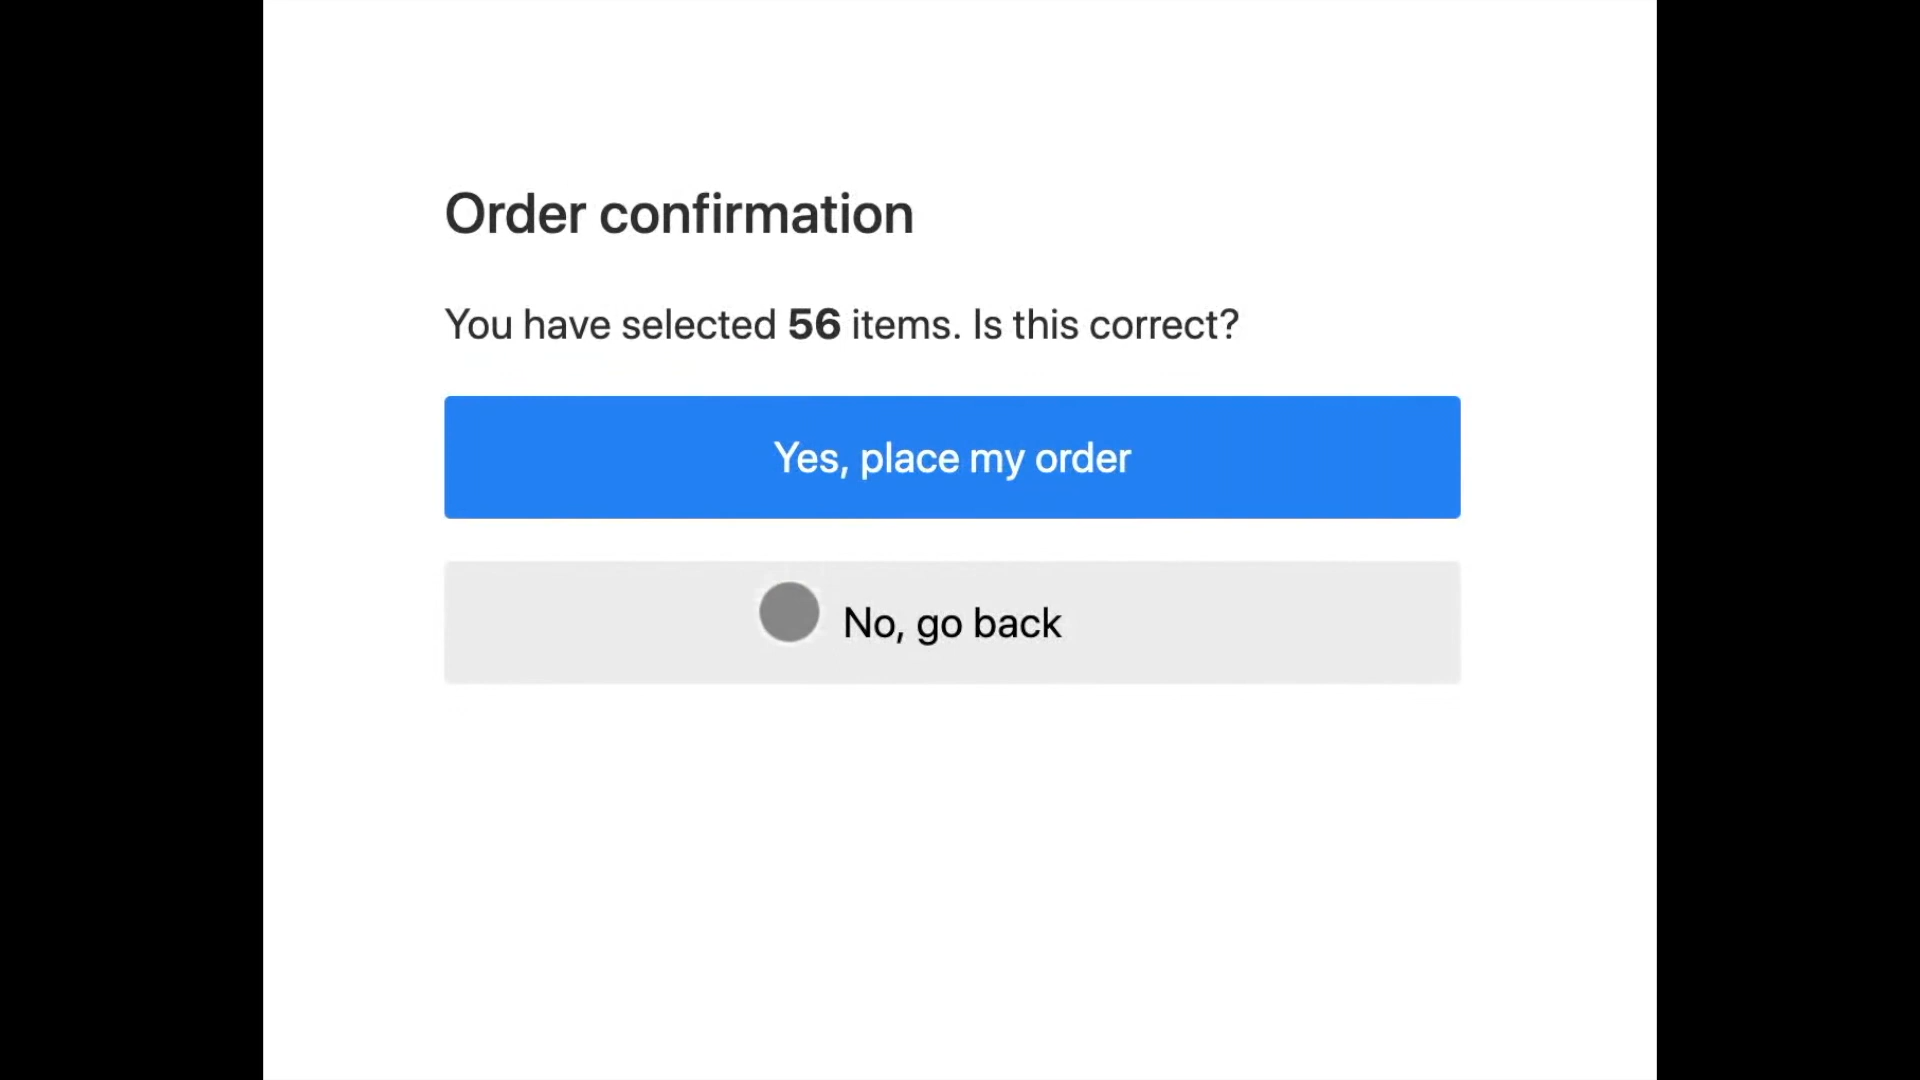 Order confirmation
You have selected 56 items. Is this correct?
Yes, place my order
No, go back